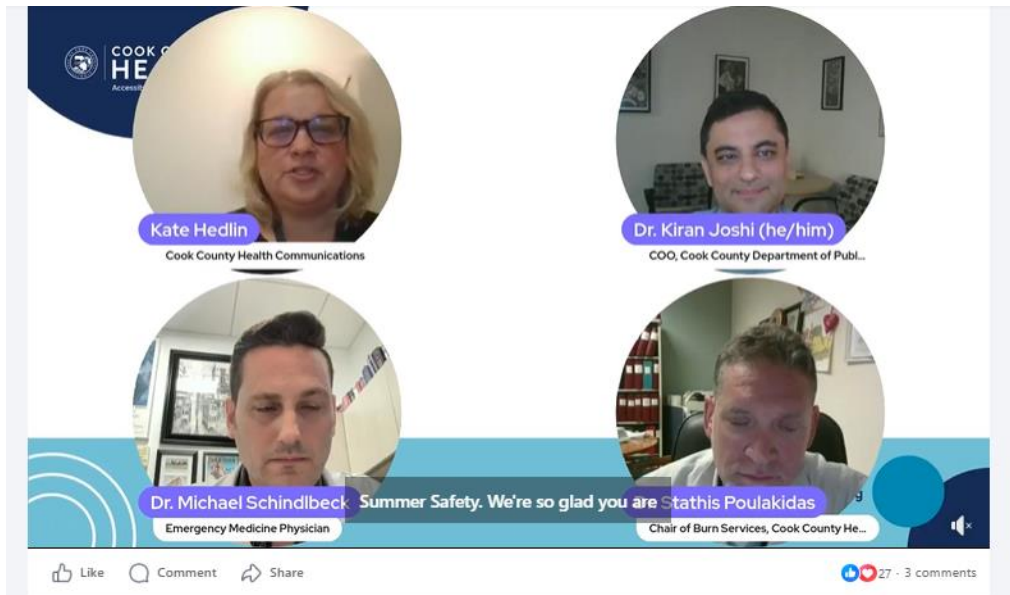 COOK C
HE
Accessib
Kate Hedlin
Cook County Health Communications
Dr. Kiran Joshi (he/him)
COO, Cook County Department of Publ...
Dr. Michael Schindlbeck
Emergency Medicine Physician
Summer Safety. We're so glad you are
Stathis Poulakidas
Chair of Burn Services, Cook County He...
Like
Comment
Share
27 · 3 comments